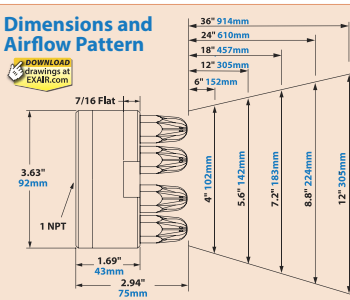 Dimensions and
Airflow Pattern
DOWNLOAD
drawings at
EXAIR.com
36" 914mm
24" 610mm
18" 457mm
12" 305mm
6" 152mm
7/16 Flat
3.63"
92mm
1 NPT
4" 102mm
5.6" 142mm
7.2" 183mm
8.8" 224mm
12" 305mm
1.69"
43mm
2.94"
75mm